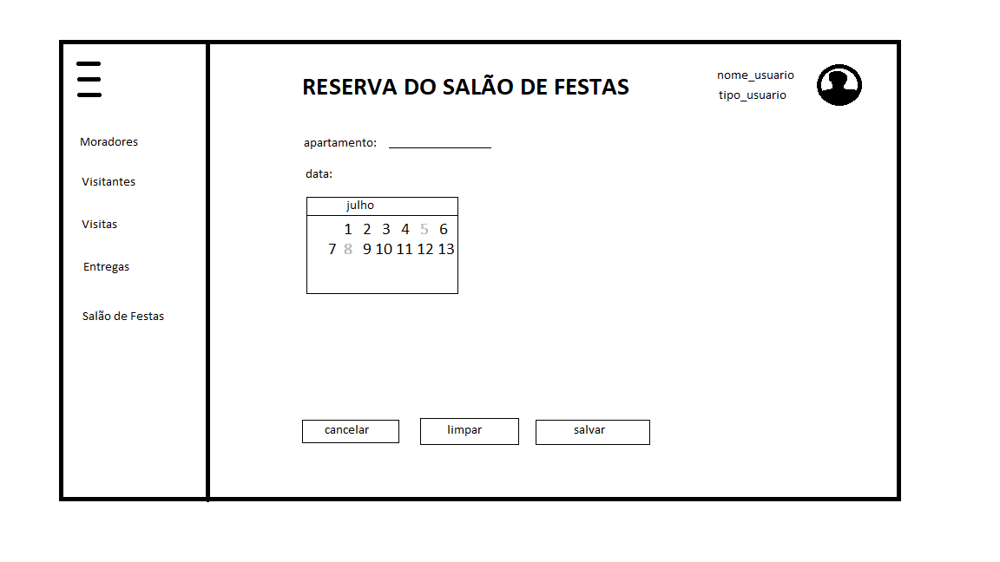 RESERVA DO SALÃO DE FESTAS
nome_usuario
tipo_usuario
Moradores
Visitantes
Visitas
Entregas
Salão de Festas
apartamento:
data:
julho
1 2 3 4 5 6
7 8 9 10 11 12 13
cancelar
limpar
salvar